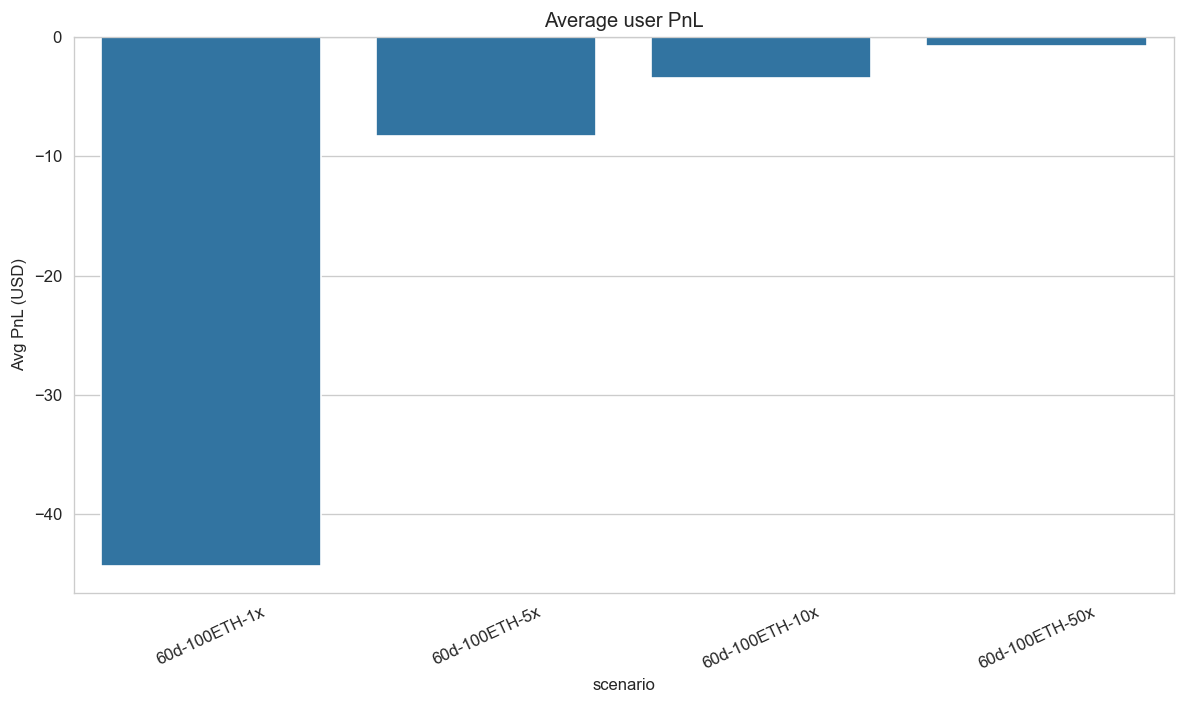 Average user PnL
0
−10
−20
−30
−40
Avg PnL (USD)
60d-100ETH-1x
60d-100ETH-5x
60d-100ETH-10x
60d-100ETH-50x
scenario